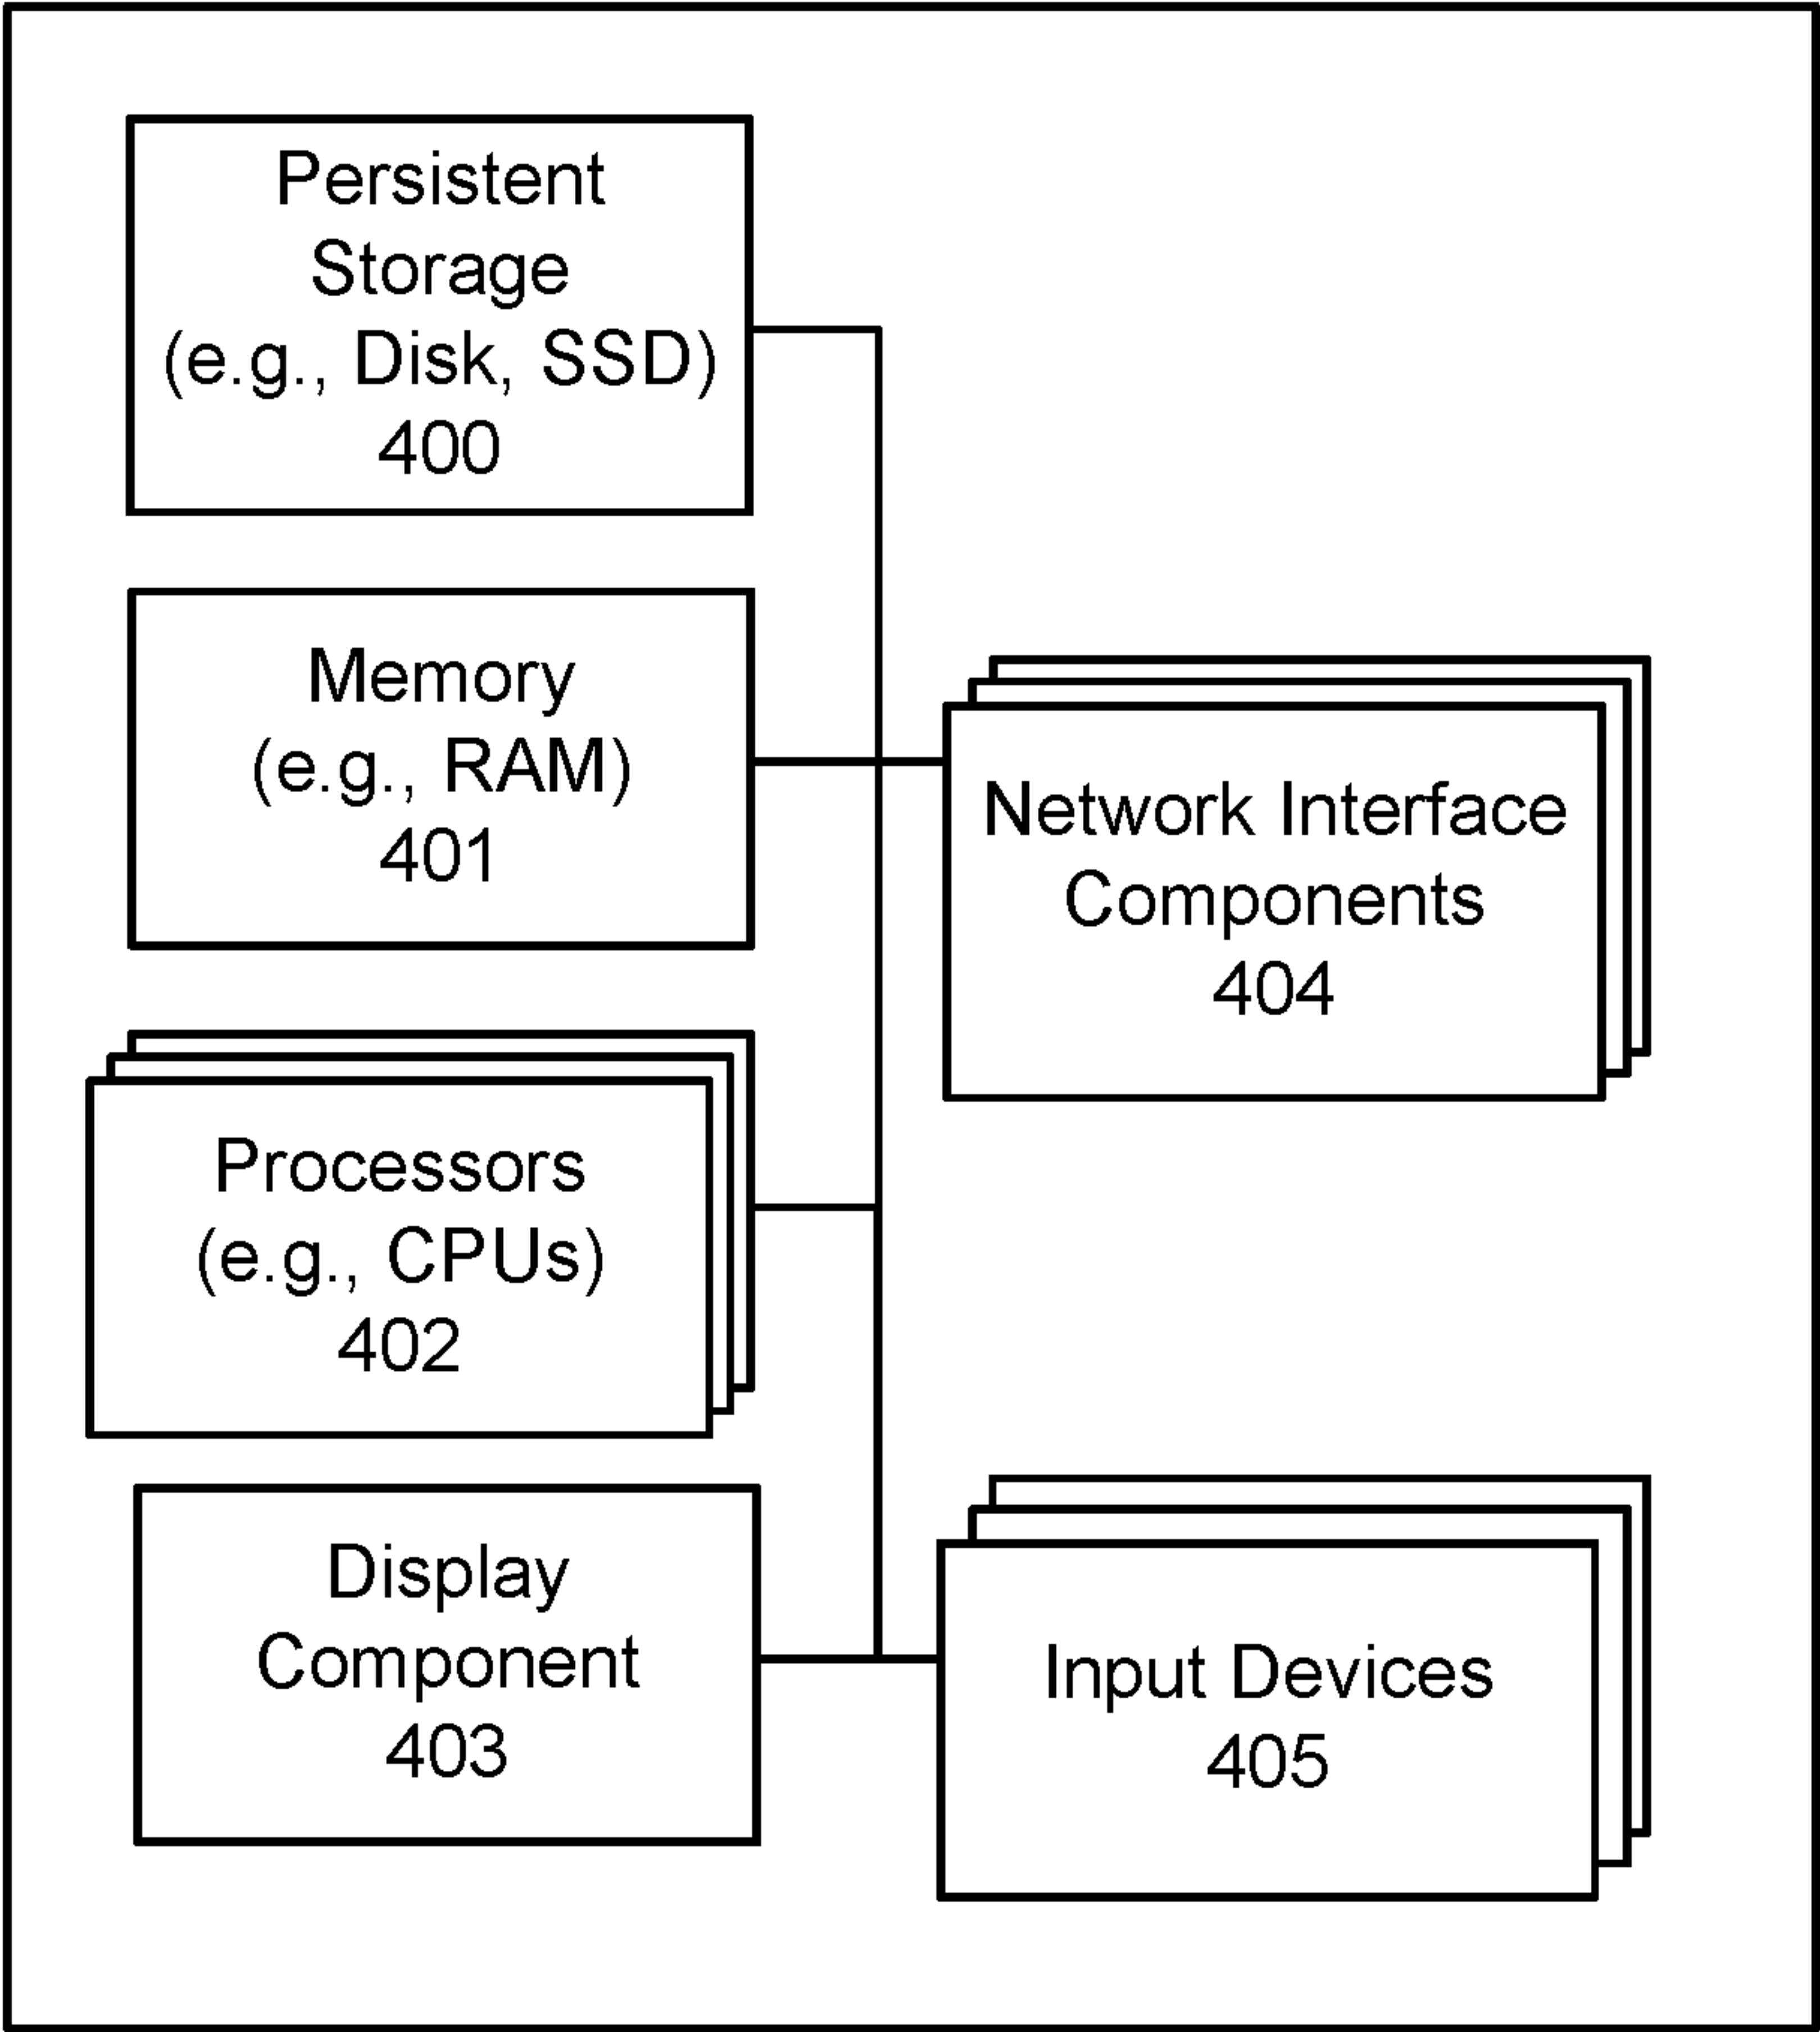 Persistent
Storage
(e.g., Disk, SSD)
400
Memory
(e.g., RAM)
401
Processors
(e.g., CPUs)
402
Display
Component
403
Network Interface
Components
404
Input Devices
405